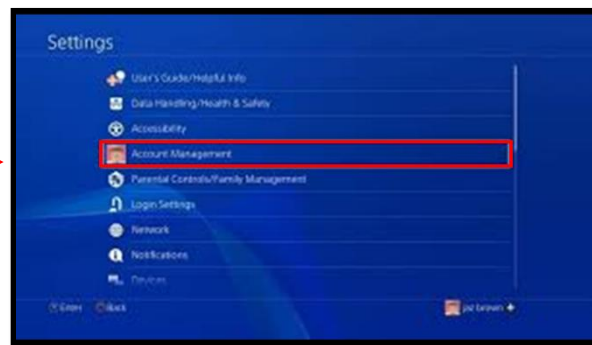 Settings
User's Guide/Helpful Info
Data Handling/Health & Safety
Accessibility
Account Management
Parental Controls/Family Management
Login Settings
Network
Notifications
Devices
Enter Back